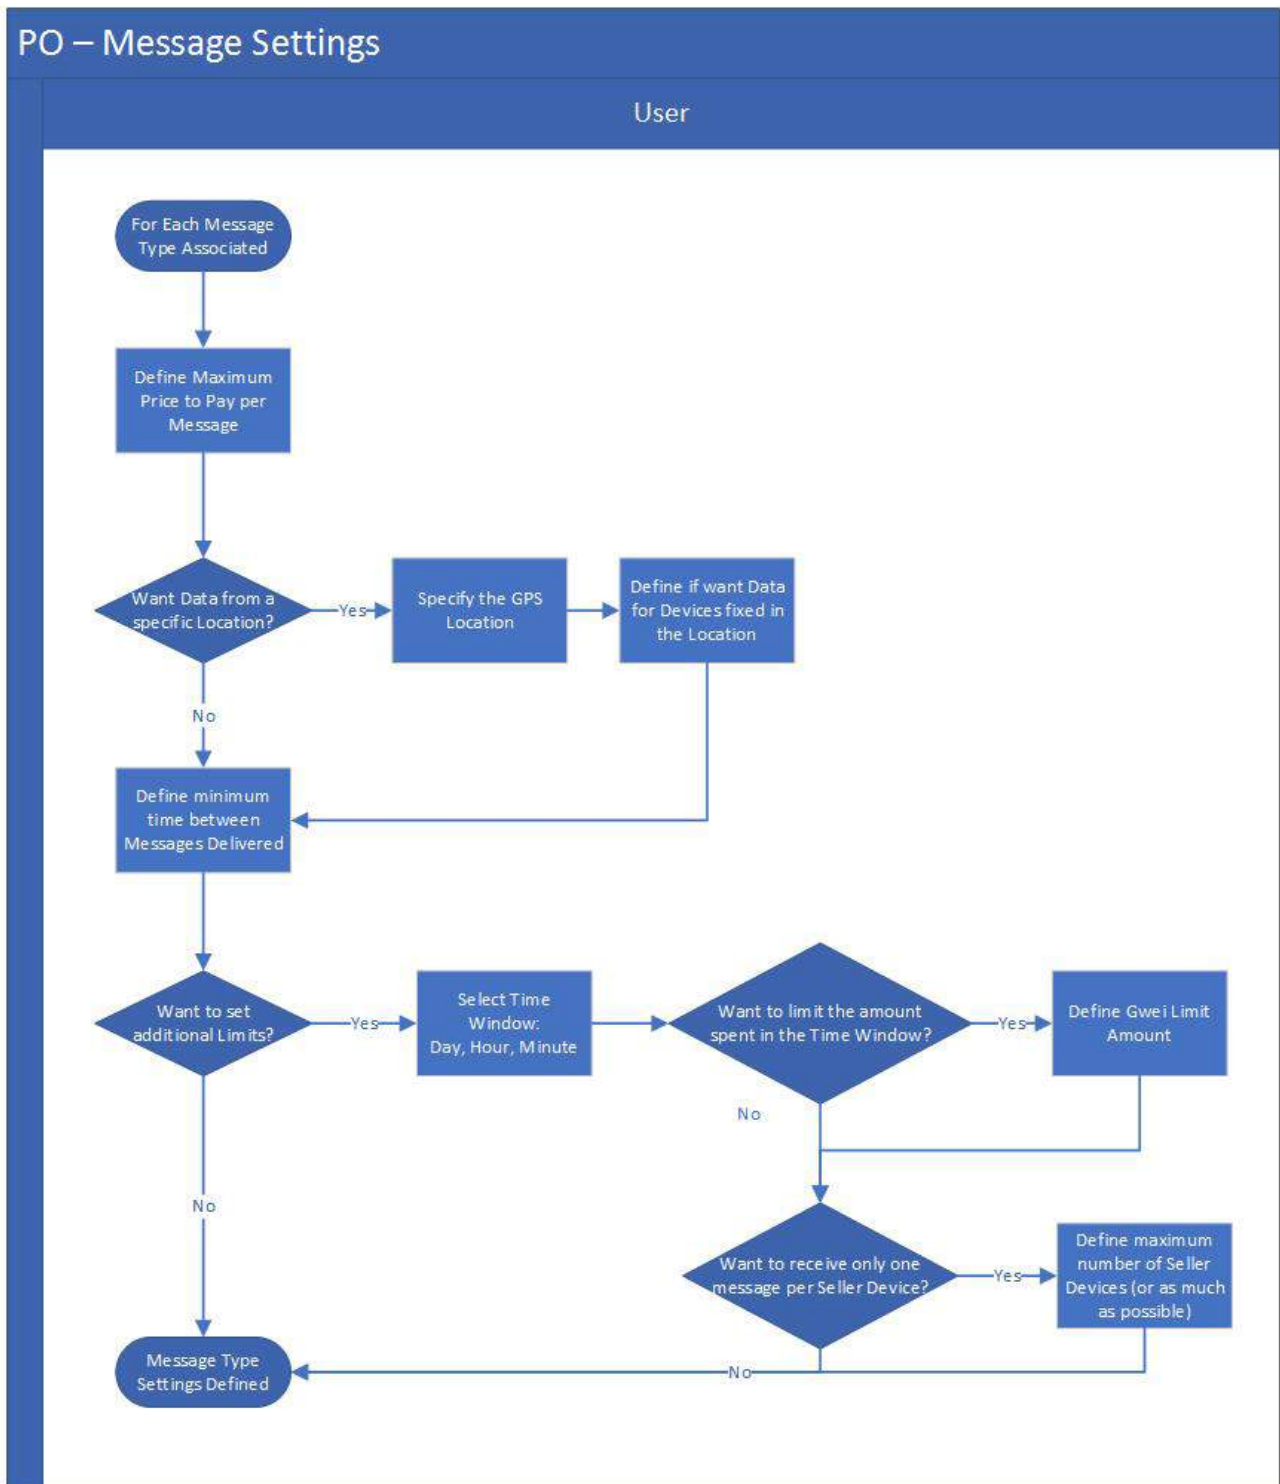 PO – Message Settings
User
For Each Message
Type Associated
Define Maximum
Price to Pay per
Message
Want Data from a
specific Location?
Yes
Specify the GPS
Location
Define if want Data
for Devices fixed in
the Location
No
Define minimum
time between
Messages Delivered
Want to set
additional Limits?
Yes
Select Time
Window:
Day, Hour, Minute
Want to limit the amount
spent in the Time Window?
Yes
Define Gwei Limit
Amount
No
No
Want to receive only one
message per Seller Device?
Yes
Define maximum
number of Seller
Devices (or as much
as possible)
Message Type
Settings Defined
No